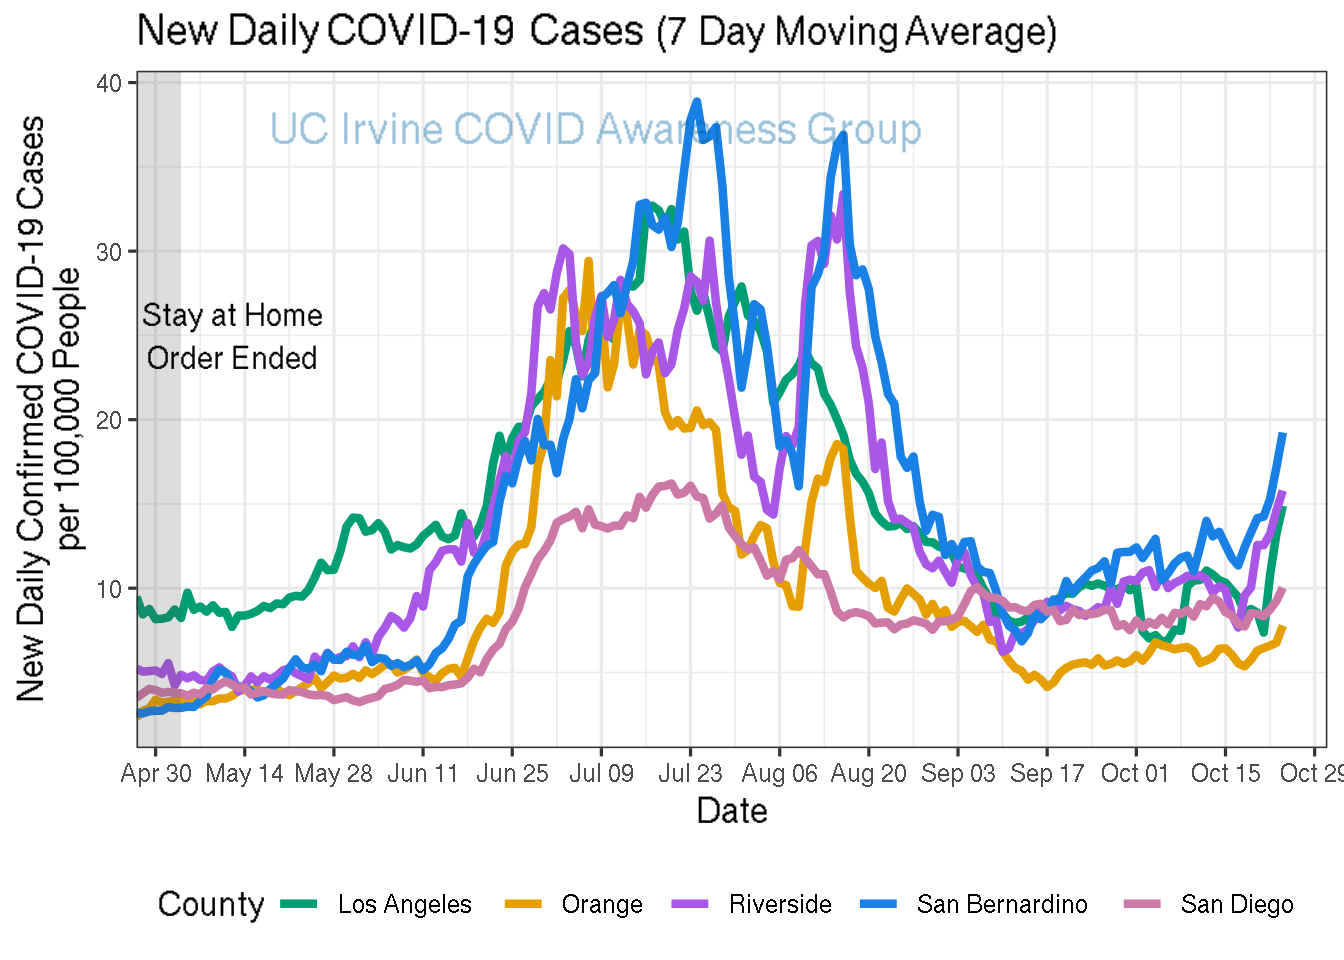 New Daily COVID-19 Cases (7 Day Moving Average)
UC Irvine COVID Awareness Group
New Daily Confirmed COVID-19 Cases
per 100,000 People
40
30
20
10
Stay at Home
Order Ended
Apr 30 May 14 May 28 Jun 11 Jun 25 Jul 09 Jul 23 Aug 06 Aug 20 Sep 03 Sep 17 Oct 01 Oct 15 Oct 29
Date
County Los Angeles Orange Riverside San Bernardino San Diego